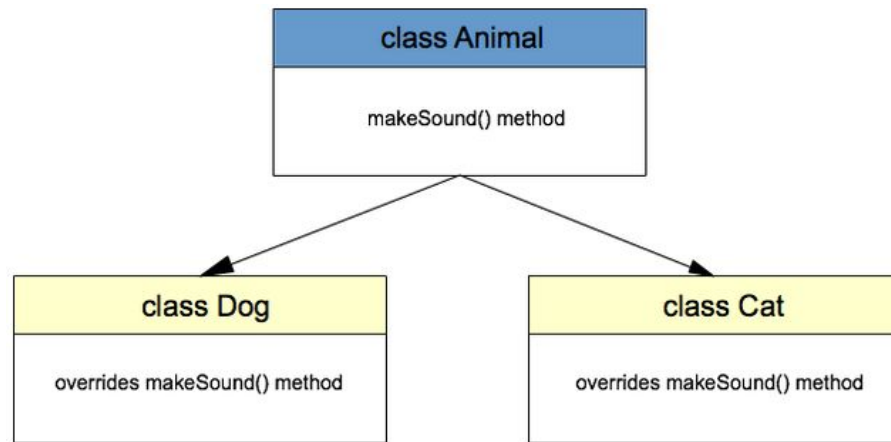 class Animal
makeSound() method
class Dog
overrides makeSound() method
class Cat
overrides makeSound() method